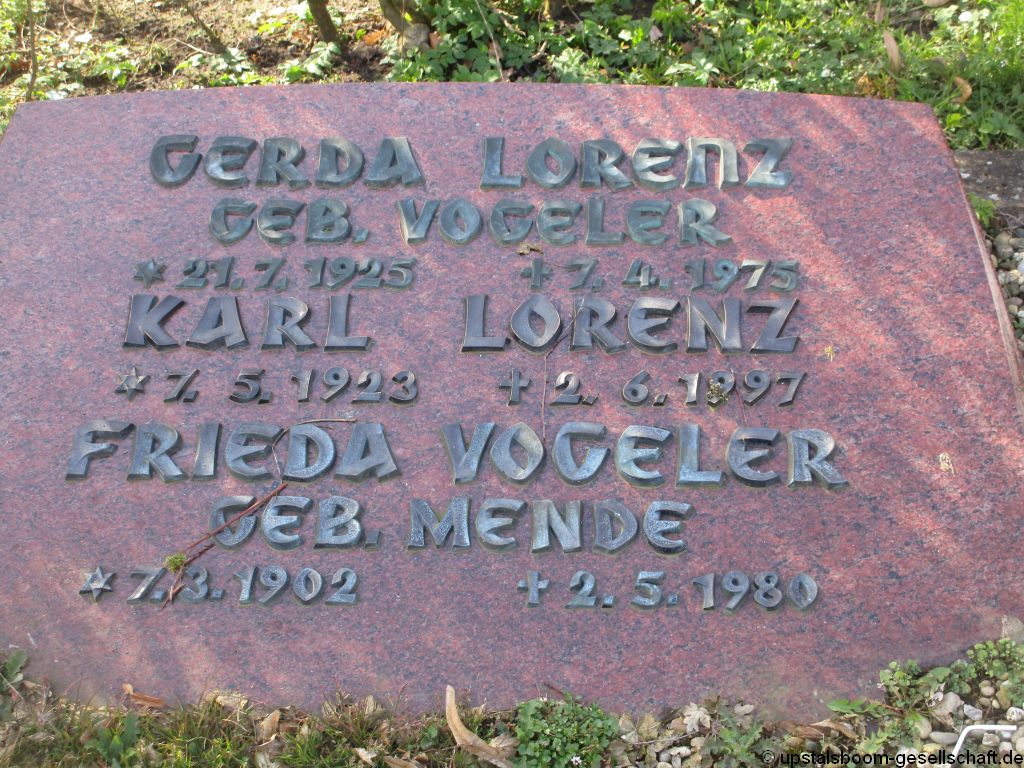 GERDA LORENZ
GEB. VOGELER
* 21. 7. 1925 + 7. 4. 1975
KARL LORENZ
* 7. 5. 1923 + 2. 6. 1997
FRIEDA VOGELER
GEB. MENDE
* 7. 3. 1902 + 2. 5. 1980
© upstalsboom-gesellschaft.de